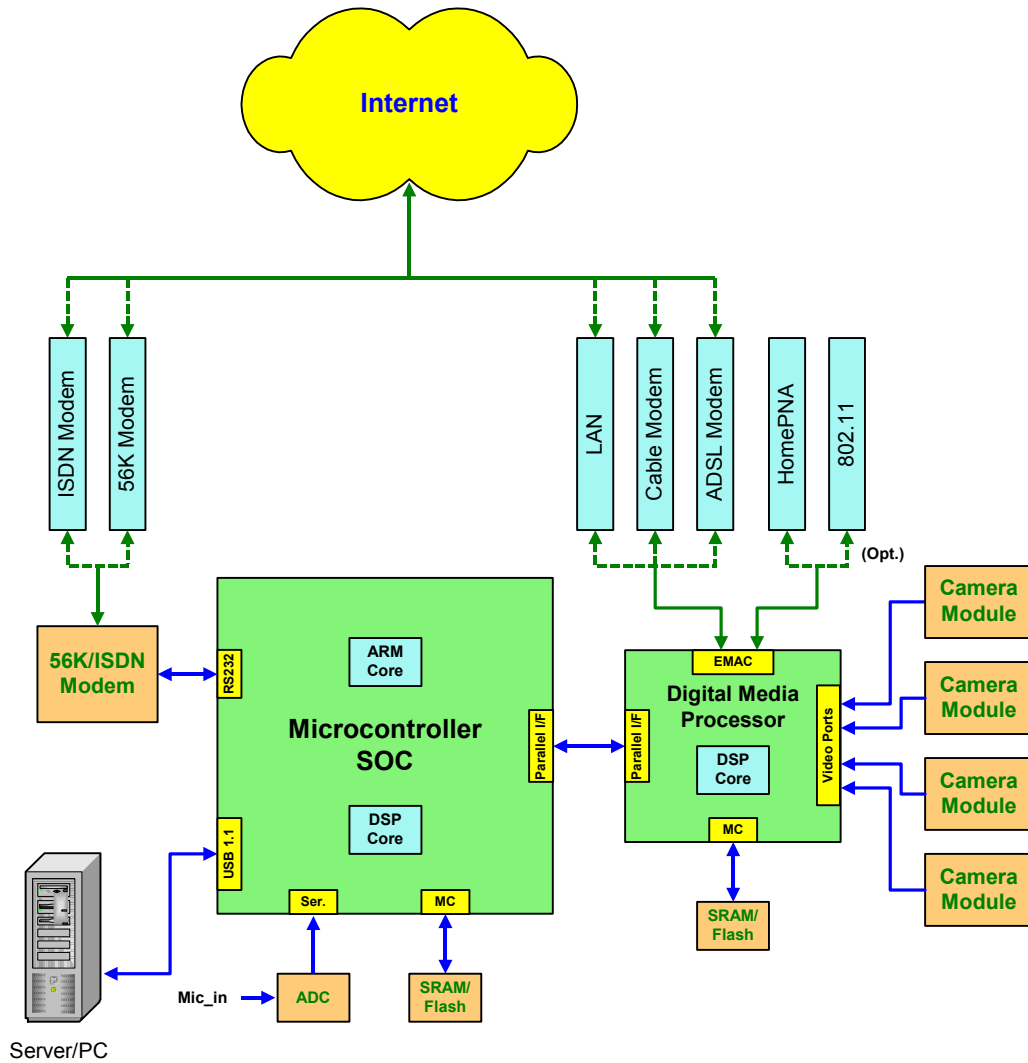 Internet
ISDN Modem
56K Modem
LAN
Cable Modem
ADSL Modem
HomePNA
802.11
(Opt.)
56K/ISDN
Modem
RS232
ARM
Core
Microcontroller
SOC
DSP
Core
USB 1.1
Ser.
MC
Parallel I/F
Parallel I/F
EMAC
Digital Media
Processor
DSP
Core
Video Ports
MC
Camera
Module
Camera
Module
Camera
Module
Camera
Module
SRAM/
Flash
Mic_in
ADC
SRAM/
Flash
Server/PC